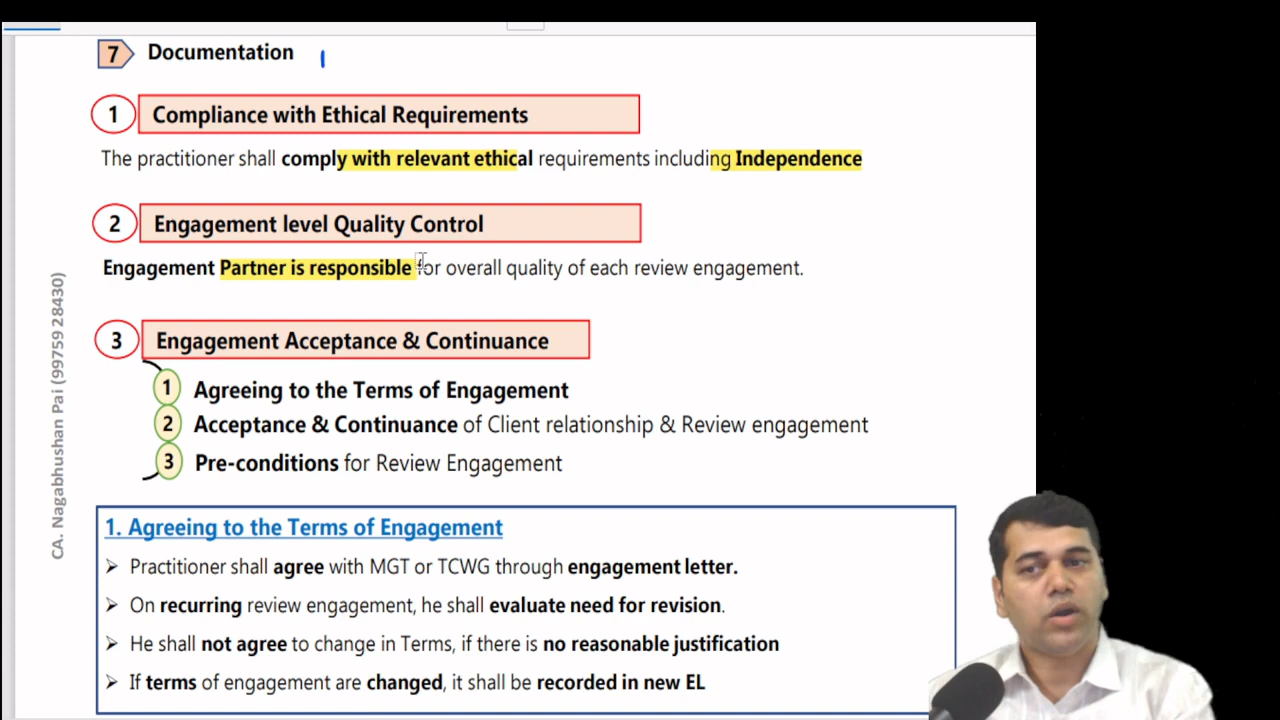 7 Documentation
1 Compliance with Ethical Requirements
The practitioner shall comply with relevant ethical requirements including Independence
2 Engagement level Quality Control
Engagement Partner is responsible for overall quality of each review engagement.
3 Engagement Acceptance & Continuance
1 Agreeing to the Terms of Engagement
2 Acceptance & Continuance of Client relationship & Review engagement
3 Pre-conditions for Review Engagement
1. Agreeing to the Terms of Engagement
➢ Practitioner shall agree with MGT or TCWG through engagement letter.
➢ On recurring review engagement, he shall evaluate need for revision.
➢ He shall not agree to change in Terms, if there is no reasonable justification
➢ If terms of engagement are changed, it shall be recorded in new EL
CA. Nagabhushan Pai (99759 28430)